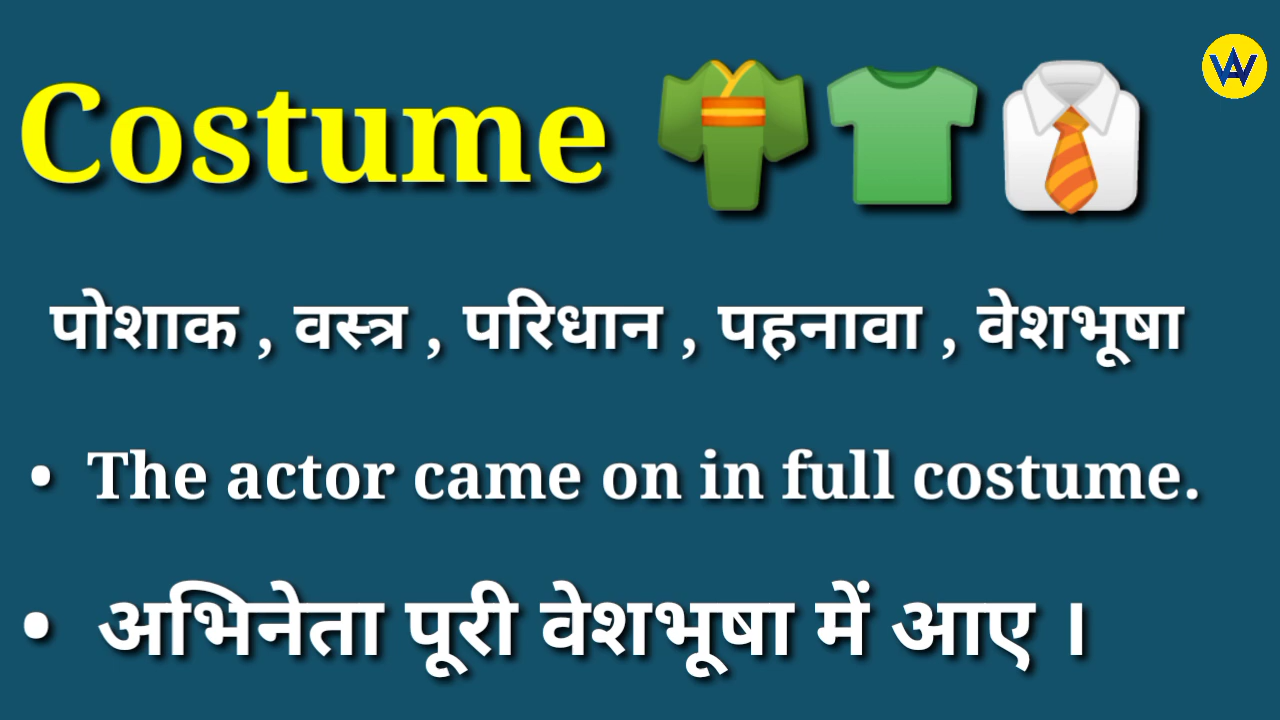 Costume
पोशाक , वस्त्र , परिधान , पहनावा , वेशभूषा
• The actor came on in full costume.
• अभिनेता पूरी वेशभूषा में आए ।